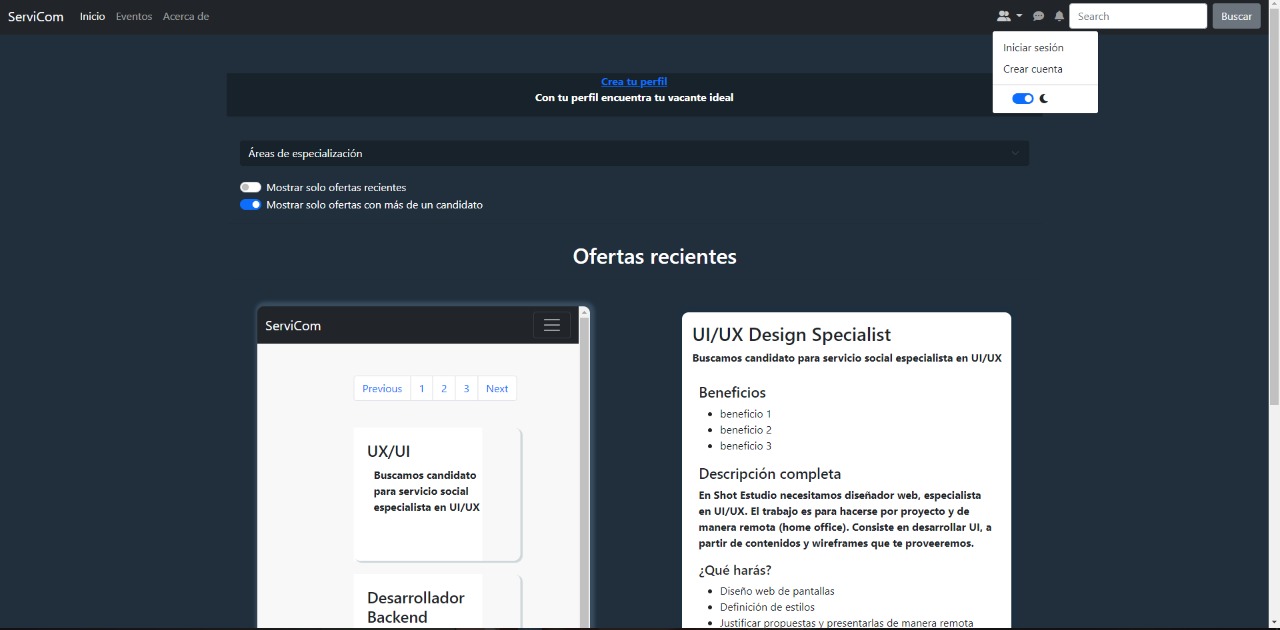 ServiCom Inicio Eventos Acerca de Search Buscar
Iniciar sesión
Crear cuenta
Crea tu perfil
Con tu perfil encuentra tu vacante ideal
Áreas de especialización
Mostrar solo ofertas recientes
Mostrar solo ofertas con más de un candidato
Ofertas recientes
ServiCom
Previous 1 2 3 Next
UX/UI
Buscamos candidato
para servicio social
especialista en UI/UX
Desarrollador
Backend
UI/UX Design Specialist
Buscamos candidato para servicio social especialista en UI/UX
Beneficios
beneficio 1
beneficio 2
beneficio 3
Descripción completa
En Shot Estudio necesitamos diseñador web, especialista
en UI/UX. El trabajo es para hacerse por proyecto y de
manera remota (home office). Consiste en desarrollar UI, a
partir de contenidos y wireframes que te proveeremos.
¿Qué harás?
Diseño web de pantallas
Definición de estilos
Justificar propuestas y presentarlas de manera remota